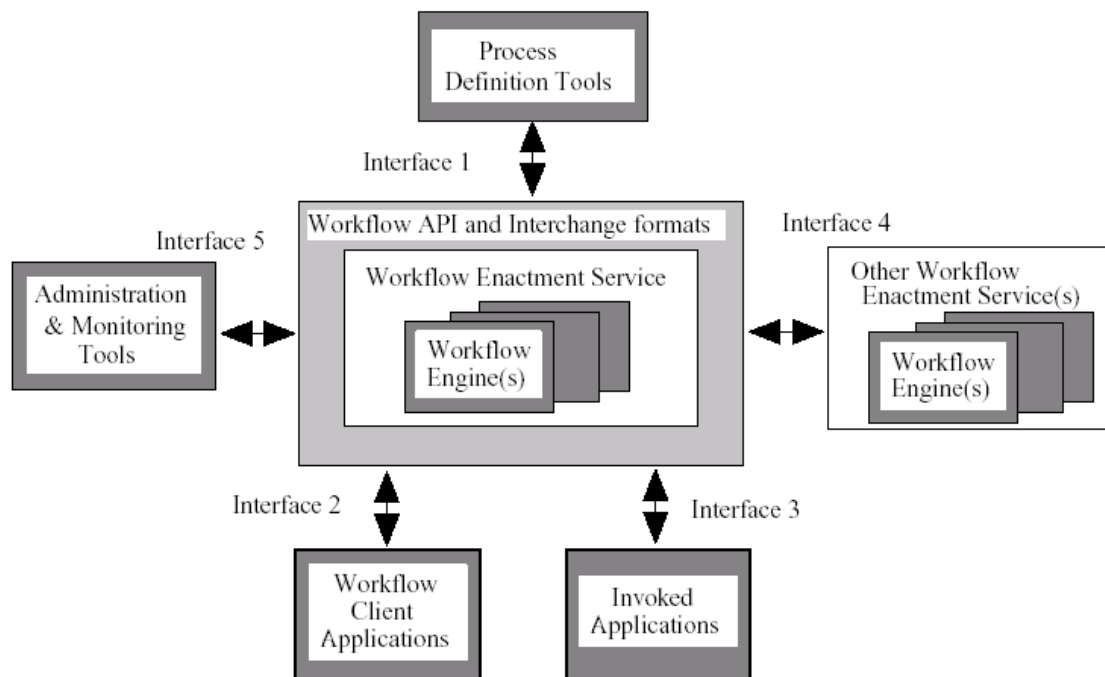 Process
Definition Tools
Interface 1
Workflow API and Interchange formats
Interface 5
Interface 4
Administration
& Monitoring
Tools
Workflow Enactment Service
Workflow
Engine(s)
Other Workflow
Enactment Service(s)
Workflow
Engine(s)
Interface 2
Interface 3
Workflow
Client
Applications
Invoked
Applications